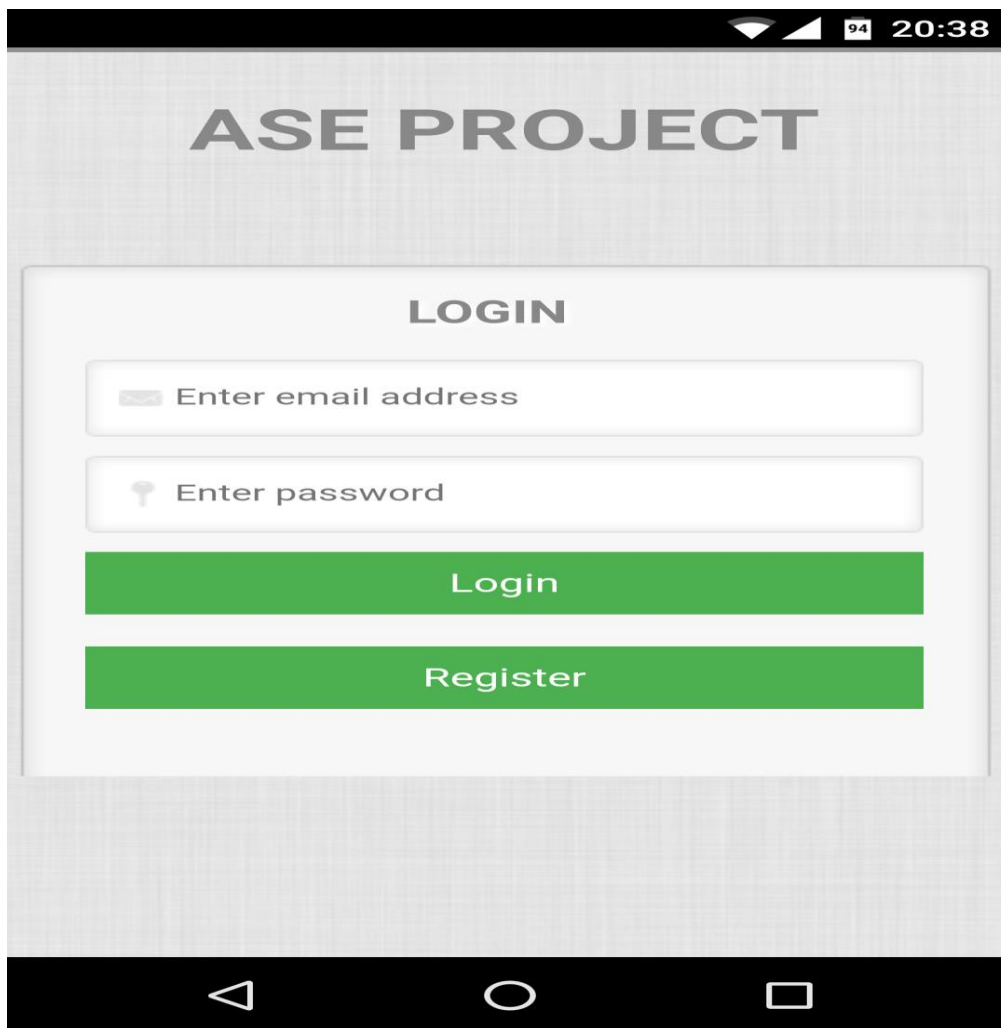 94 20:38
ASE PROJECT
LOGIN
Enter email address
Enter password
Login
Register